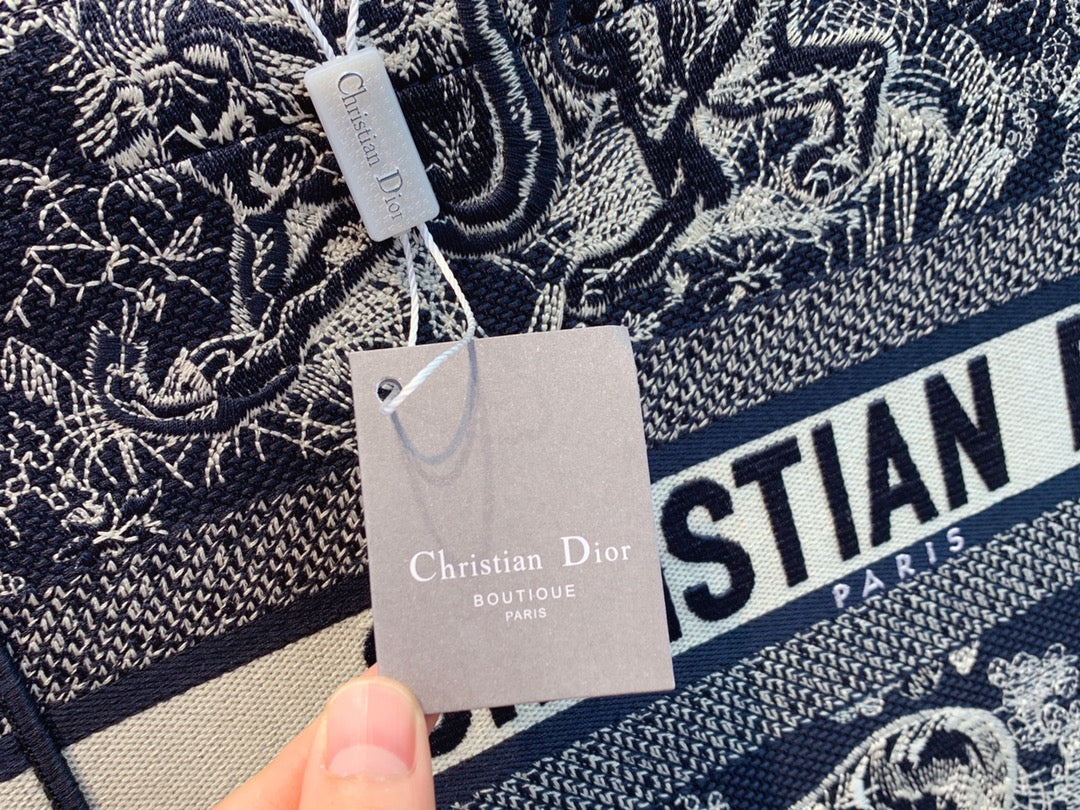 Christian Dior
Christian Dior
BOUTIQUE
PARIS
STIAN
PARIS